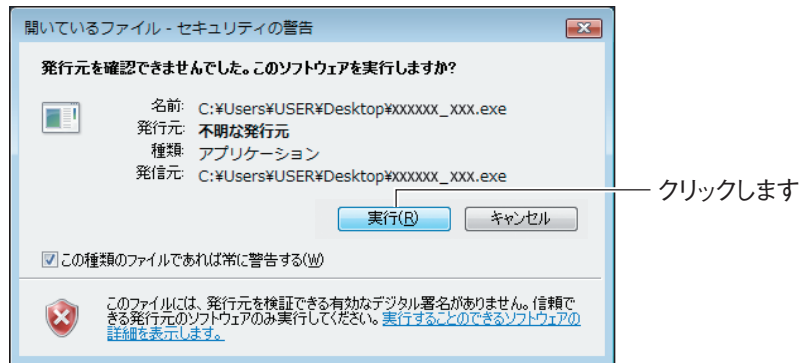 開いているファイル - セキュリティの警告
発行元を確認できませんでした。このソフトウェアを実行しますか?
名前: C:¥Users¥USER¥Desktop¥xxxxxx_xxx.exe
発行元: 不明な発行元
種類: アプリケーション
発信元: C:¥Users¥USER¥Desktop¥xxxxxx_xxx.exe
クリックします
実行(R) キャンセル
この種類のファイルであれば常に警告する(W)
このファイルには、発行元を検証できる有効なデジタル署名がありません。信頼で
きる発行元のソフトウェアのみ実行してください。実行することのできるソフトウェアの
詳細を表示します。